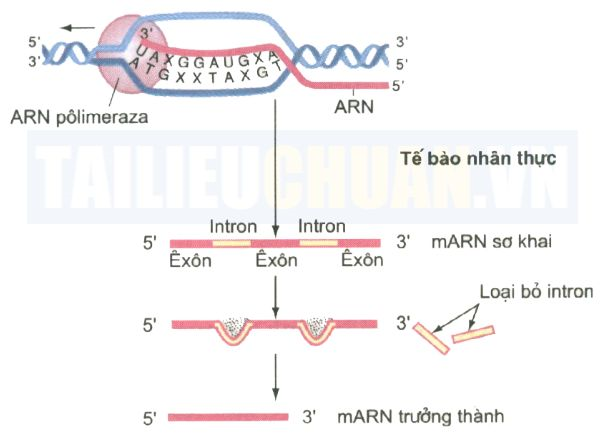 5' 3' 3'
3' UAXGGAUGXA 5'
ATGXXTAXGT 5'
ARN
ARN pôlimeraza
Tế bào nhân thực
TAILIEUCHUAN.VN
Intron Intron
5' 3' mARN sơ khai
Êxôn Êxôn Êxôn
Loại bỏ intron
5' 3'
5' 3' mARN trưởng thành